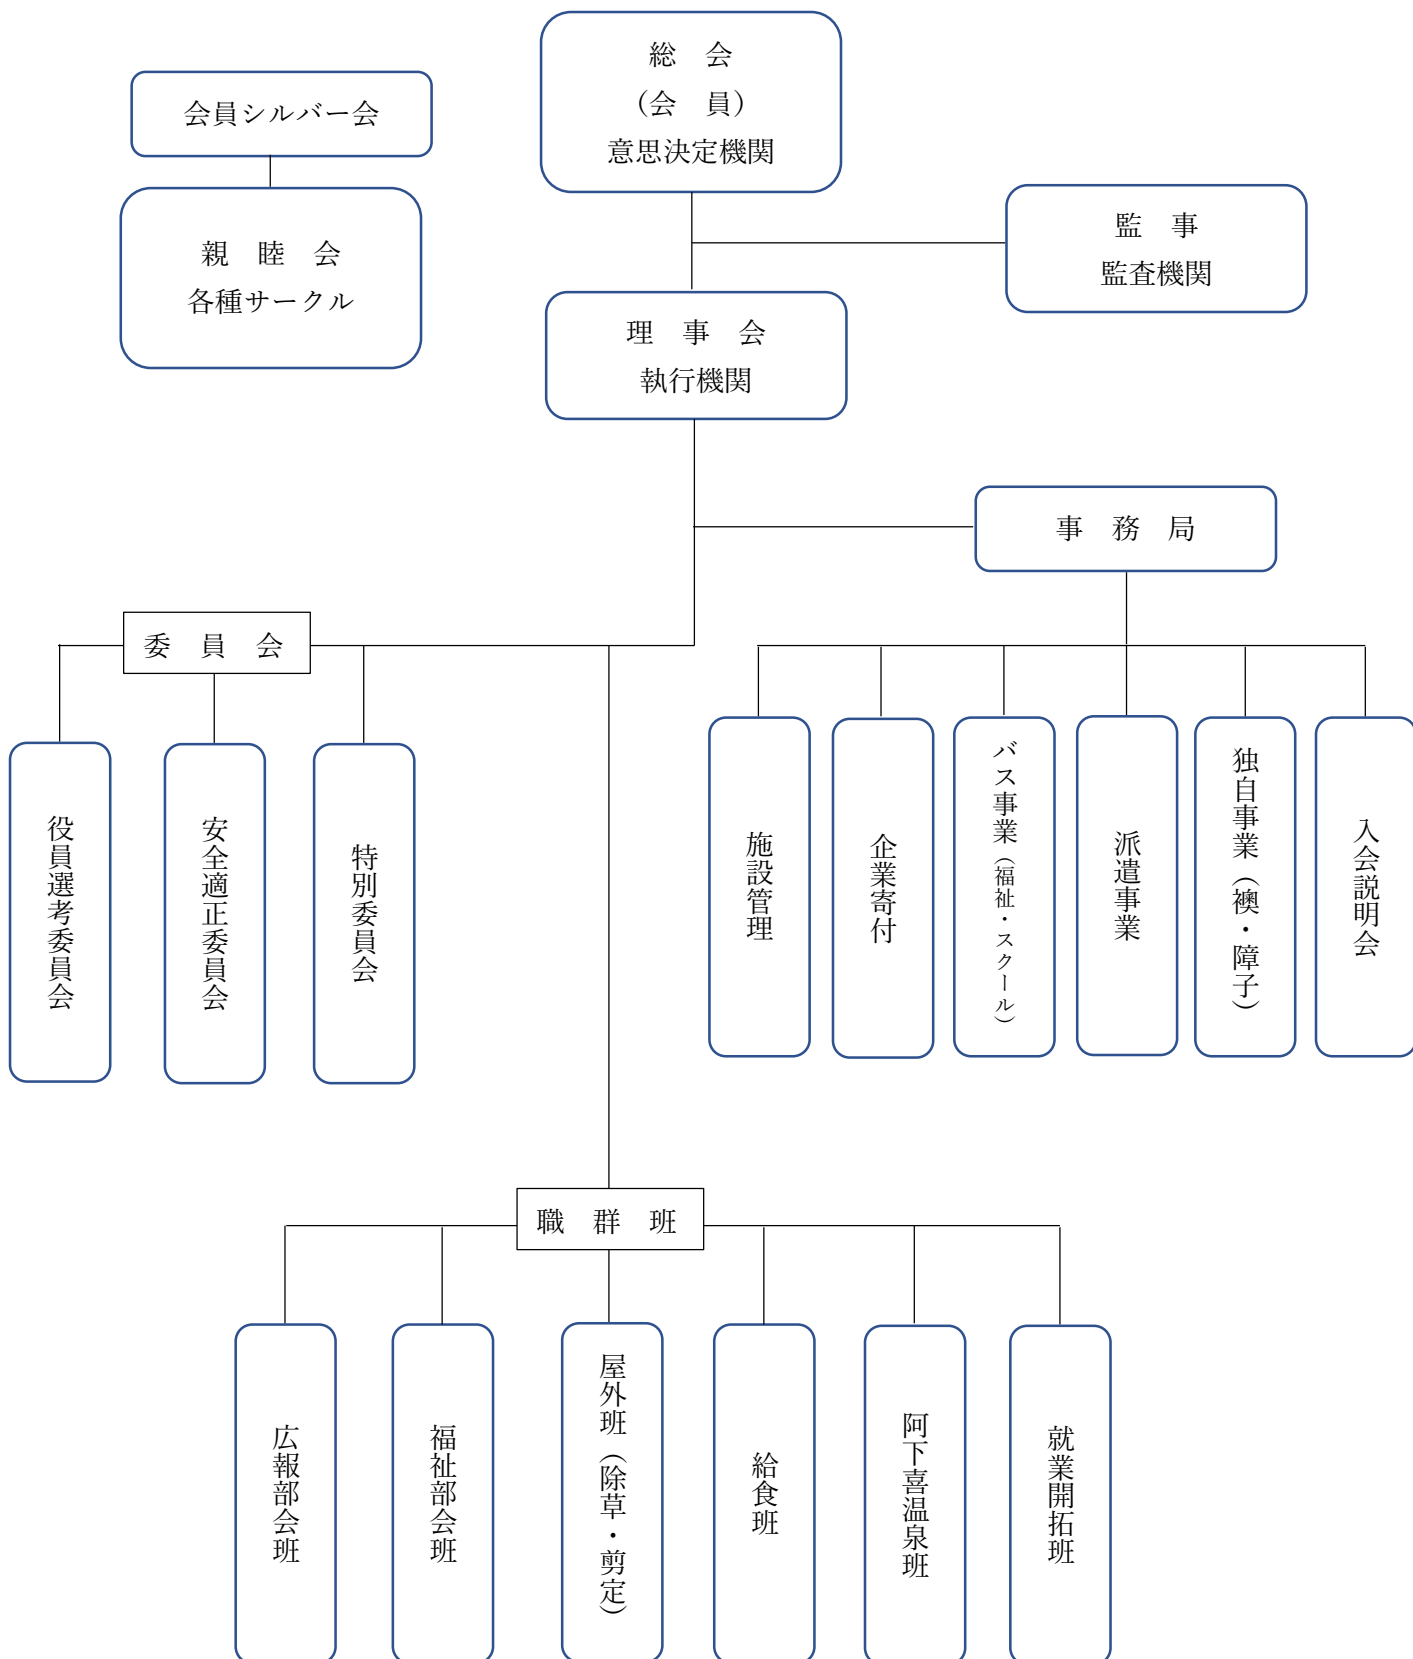 総　会
（会　員）
意思決定機関
会員シルバー会
親　睦　会
各種サークル
監　事
監査機関
理　事　会
執行機関
事　務　局
委　員　会
役員選考委員会
安全適正委員会
特別委員会
施設管理
企業寄付
バス事業（福祉・スクール）
派遣事業
独自事業（襖・障子）
入会説明会
職　群　班
広報部会班
福祉部会班
屋外班（除草・剪定）
給食班
阿下喜温泉班
就業開拓班